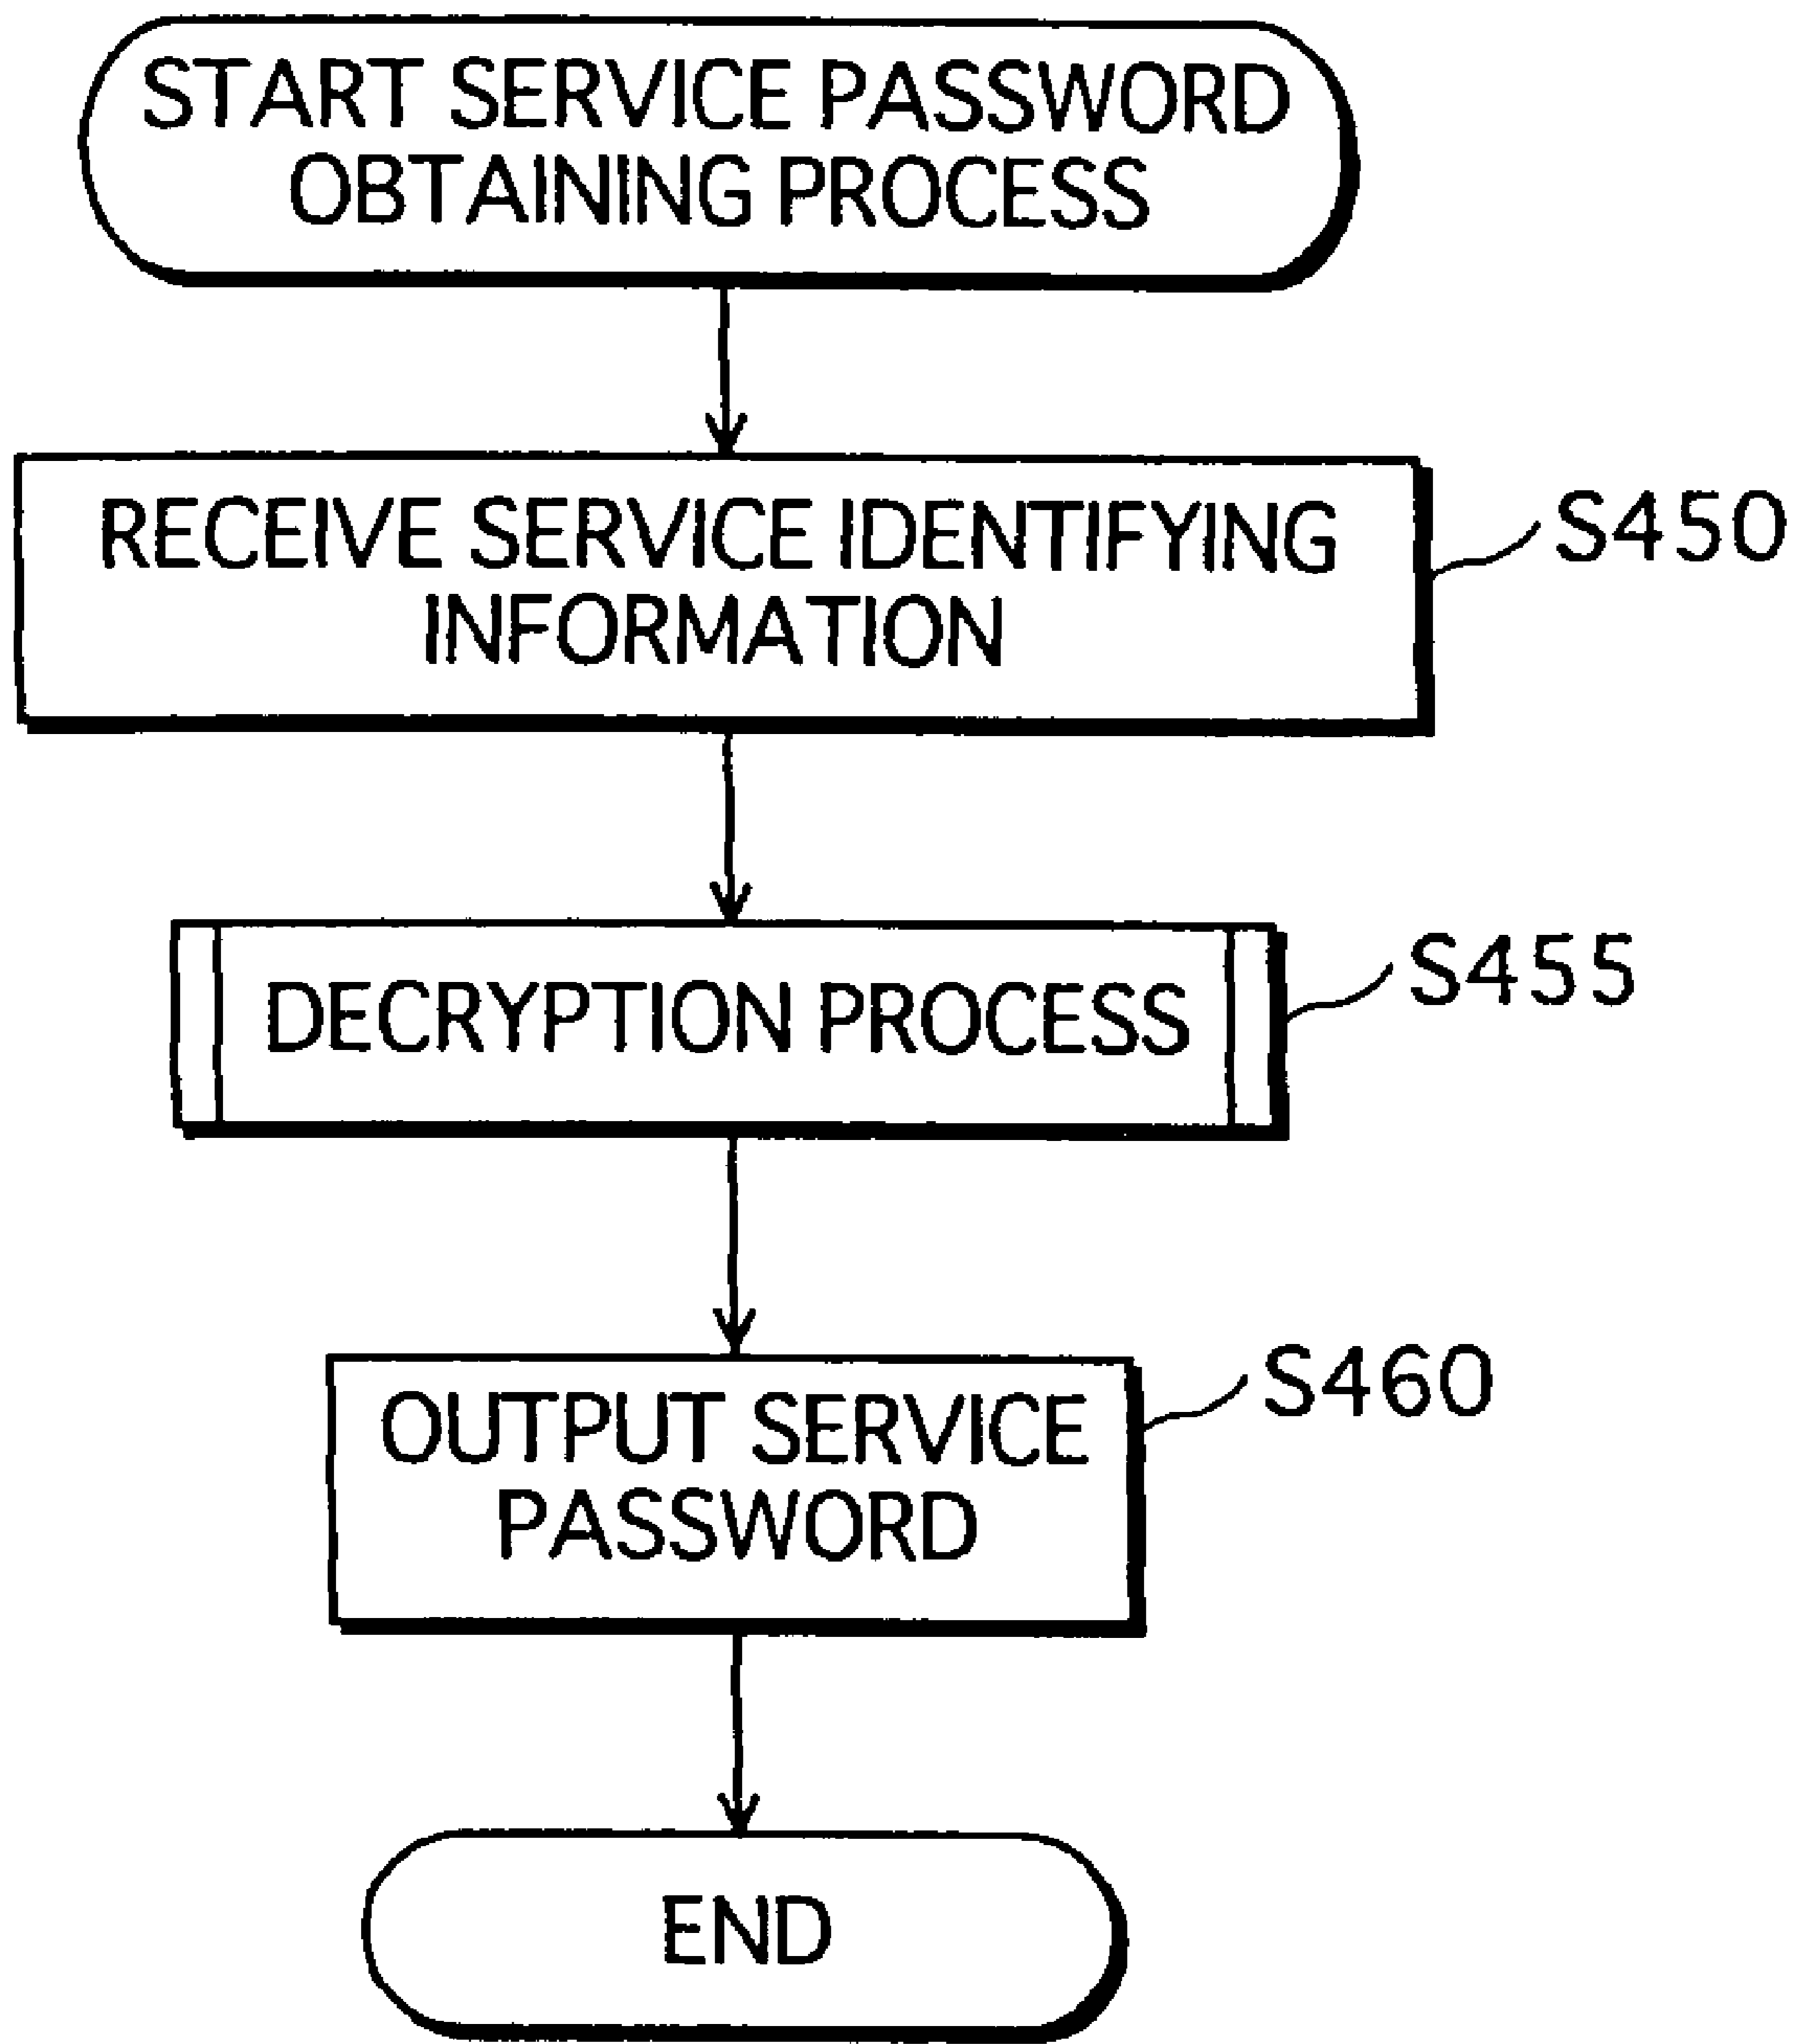 START SERVICE PASSWORD
OBTAINING PROCESS
RECEIVE SERVICE IDENTIFYING
INFORMATION
S450
DECRYPTION PROCESS
S455
OUTPUT SERVICE
PASSWORD
S460
END